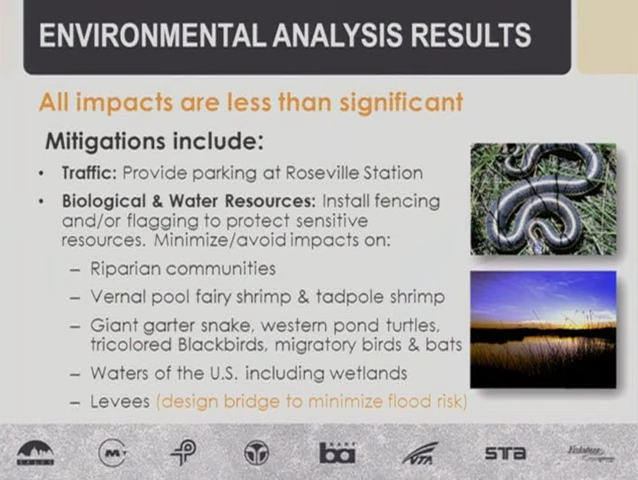 ENVIRONMENTAL ANALYSIS RESULTS
All impacts are less than significant
Mitigations include:
• Traffic: Provide parking at Roseville Station
• Biological & Water Resources: Install fencing
and/or flagging to protect sensitive
resources. Minimize/avoid impacts on:
– Riparian communities
– Vernal pool fairy shrimp & tadpole shrimp
– Giant garter snake, western pond turtles,
tricolored Blackbirds, migratory birds & bats
– Waters of the U.S. including wetlands
– Levees (design bridge to minimize flood risk)
ba
VTA
STA